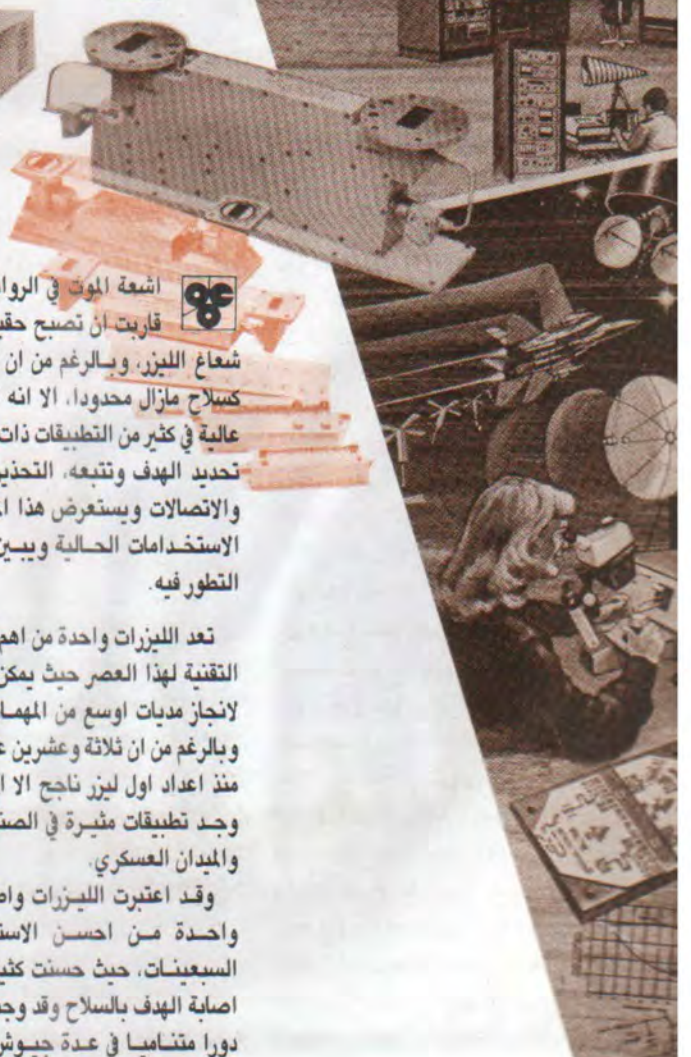 اشعة الموت في الروا
قاربت ان تصبح حقي
شعاع الليزر، وبالرغم من ان
كسلاح مازال محدودا، الا انه
عالية في كثير من التطبيقات ذات
تحديد الهدف وتتبعه، التحذير
والاتصالات ويستعرض هذا ا
الاستخدامات الحالية ويبين
التطور فيه.
تعد الليزرات واحدة من اهم
التقنية لهذا العصر حيث يمكن
لانجاز مديات اوسع من المهما
وبالرغم من ان ثلاثة وعشرين ع
منذ اعداد اول ليزر ناجح الا ا
وجد تطبيقات مثيرة في الصن
والميدان العسكري.
وقد اعتبرت الليزرات واص
واحدة من احسن الاست
السبعينات، حيث حسنت كثي
اصابة الهدف بالسلاح وقد وجد
دورا متناميا في عدة جيوش